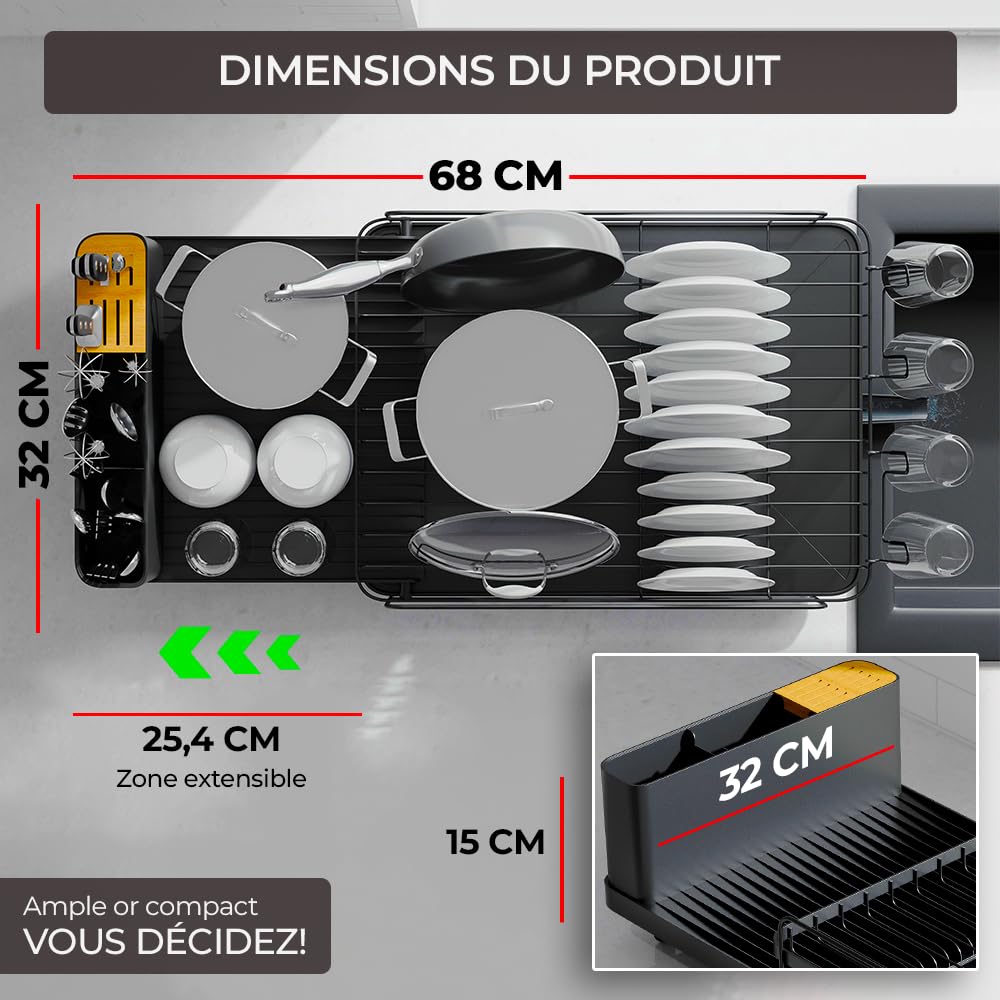 DIMENSIONS DU PRODUIT
68 CM
32 CM
25,4 CM
Zone extensible
15 CM
32 CM
Ample or compact
VOUS DÉCIDEZ!